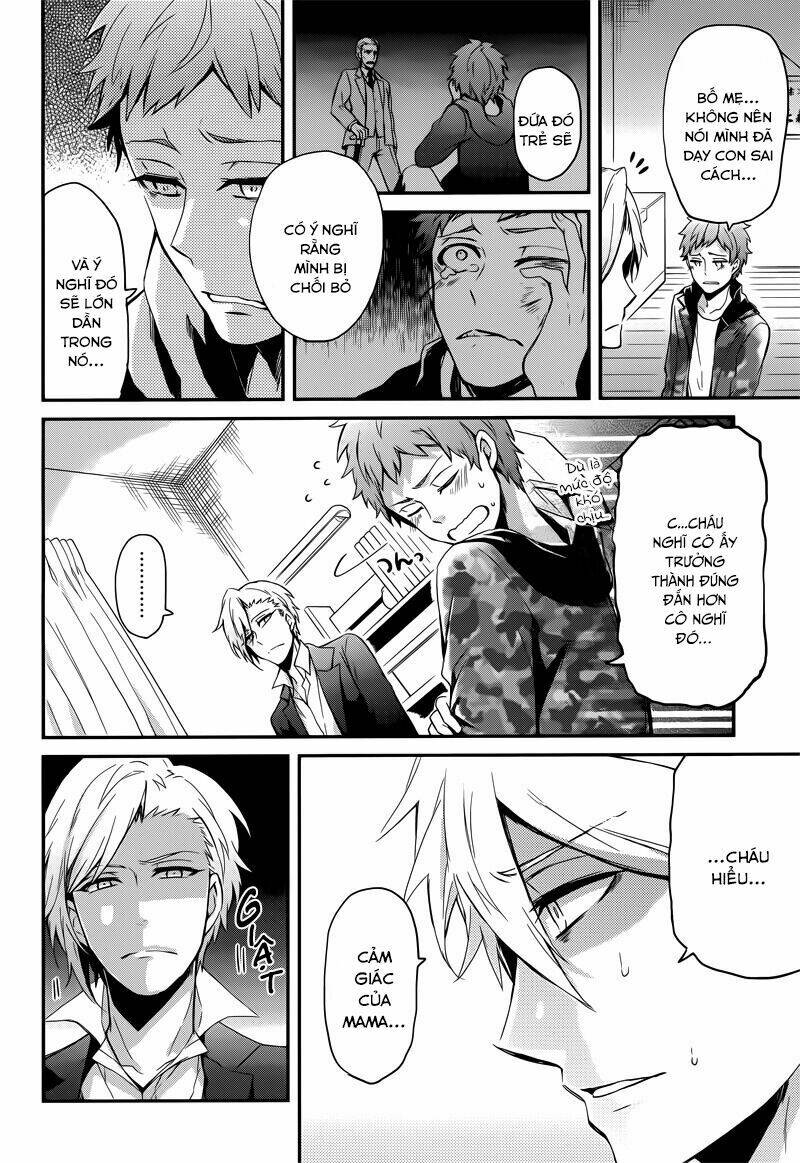 BỐ MẸ...
KHÔNG NÊN
NÓI MÌNH ĐÃ
DẠY CON SAI
CÁCH...
ĐỨA ĐÓ
TRẺ SẼ
CÓ Ý NGHĨ
RẰNG
MÌNH BỊ
CHỐI BỎ
VÀ Ý
NGHĨ ĐÓ
SẼ LỚN
DẦN
TRONG
NÓ...
C...CHÁU
NGHĨ CÔ ẤY
TRƯỞNG
THÀNH ĐÚNG
ĐẮN HƠN
CÔ NGHĨ
ĐÓ...
Dù là
mức độ
khó
chịu...
.........
...CHÁU
HIỂU...
CẢM
GIÁC CỦA
MAMA...
GIẬT